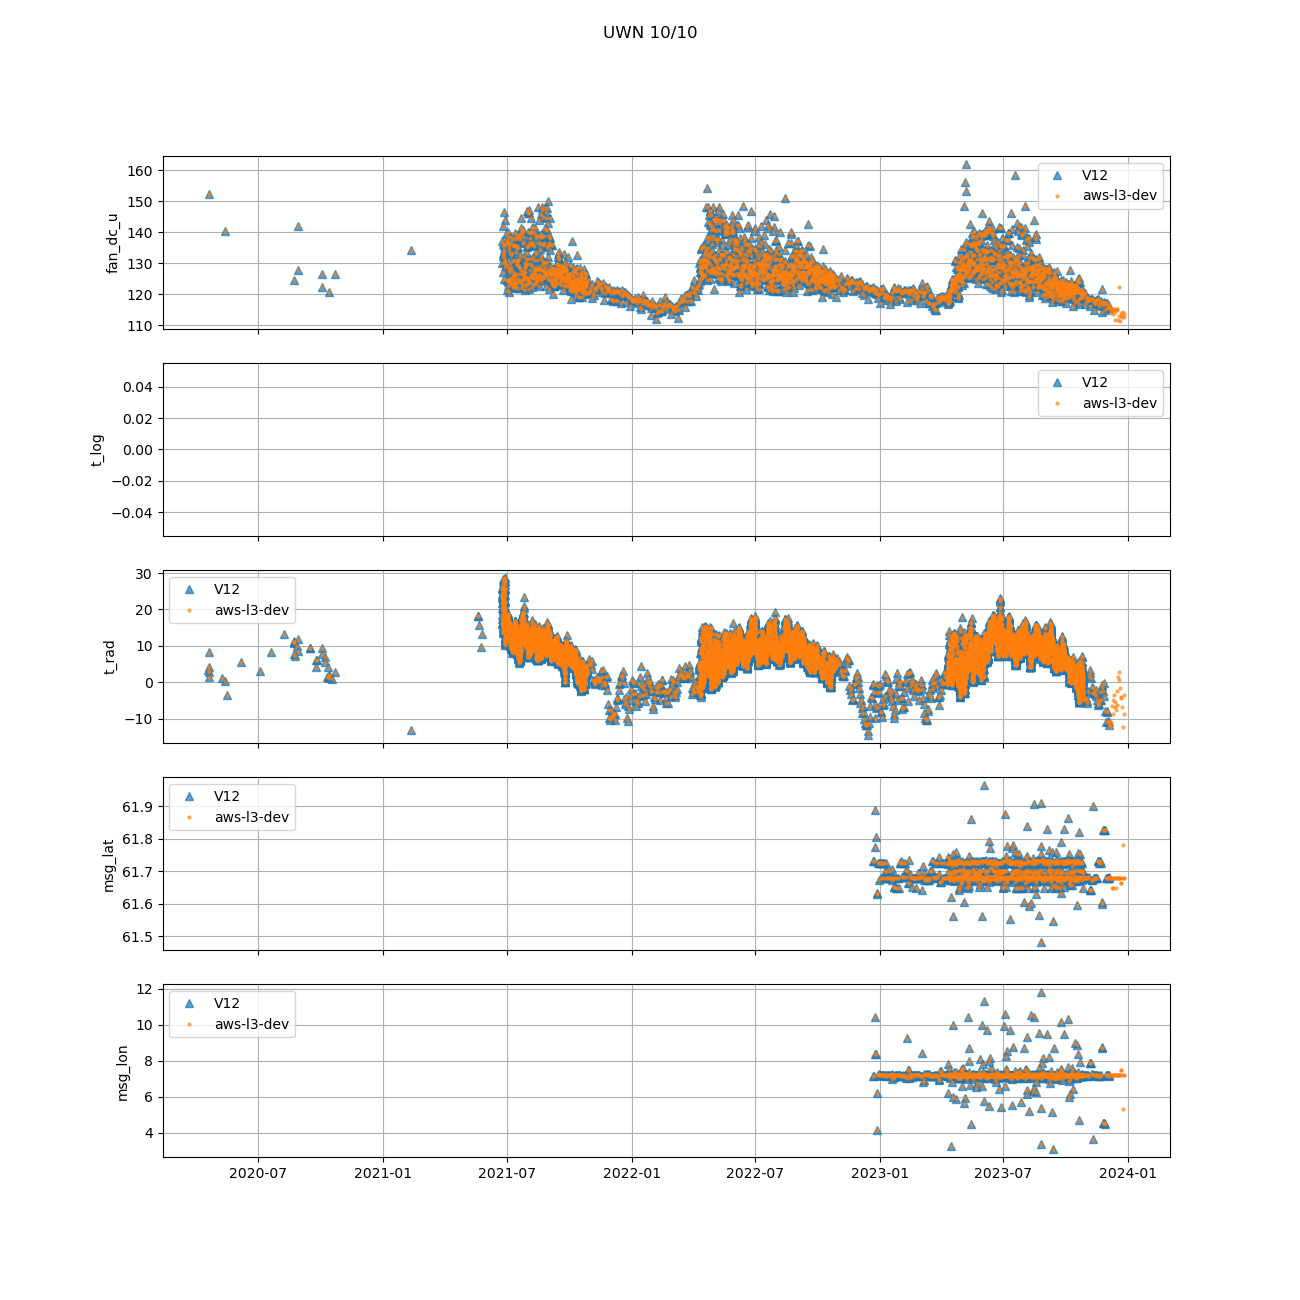 UWN 10/10
160
150
140
130
120
110
fan_dc_u
V12
aws-l3-dev
0.04
0.02
0.00
−0.02
−0.04
t_log
V12
aws-l3-dev
30
20
10
0
−10
t_rad
V12
aws-l3-dev
61.9
61.8
61.7
61.6
61.5
msg_lat
V12
aws-l3-dev
12
10
8
6
4
msg_lon
V12
aws-l3-dev
2020-07
2021-01
2021-07
2022-01
2022-07
2023-01
2023-07
2024-01